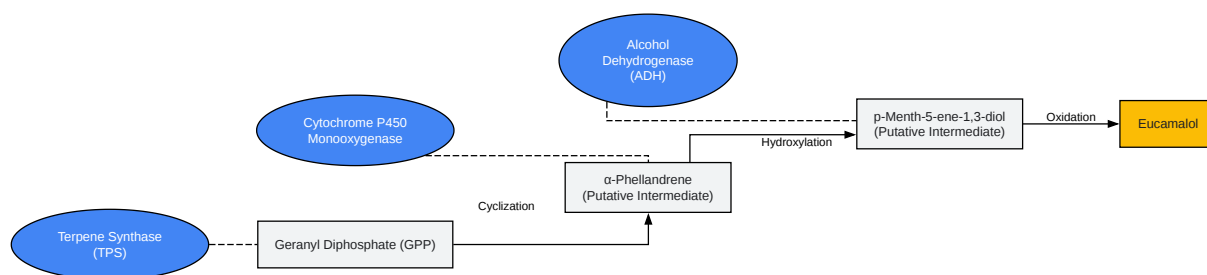 Alcohol
Dehydrogenase
(ADH)
Cytochrome P450
Monooxygenase
p-Menth-5-ene-1,3-diol
(Putative Intermediate)
Oxidation
Eucamalol
Hydroxylation
α-Phellandrene
(Putative Intermediate)
Cyclization
Terpene Synthase
(TPS)
Geranyl Diphosphate (GPP)